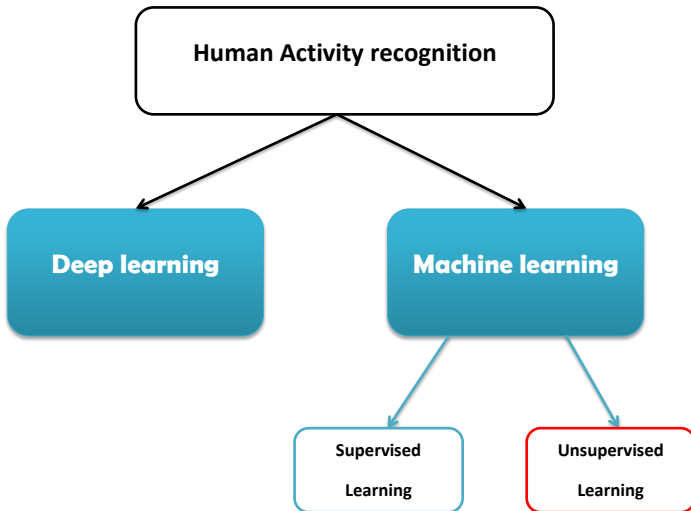 Human Activity recognition
Deep learning
Machine learning
Supervised
Learning
Unsupervised
Learning